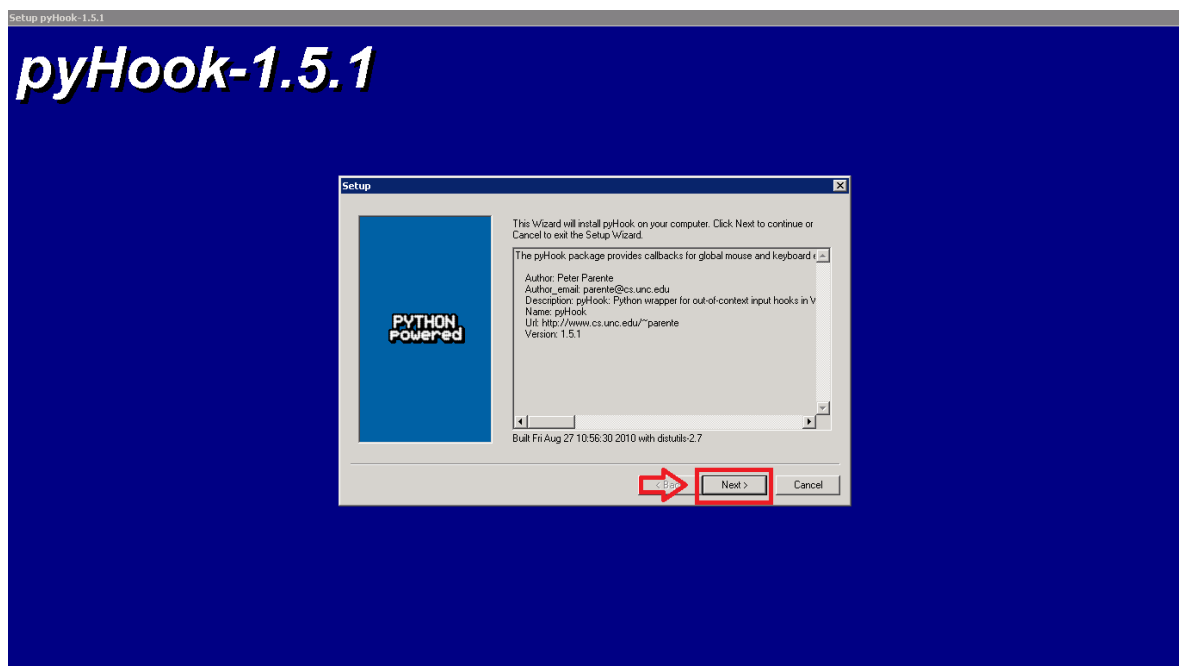 Setup pyHook-1.5.1
pyHook-1.5.1
Setup
This Wizard will install pyHook on your computer. Click Next to continue or
Cancel to exit the Setup Wizard.
The pyHook package provides callbacks for global mouse and keyboard
Author: Peter Parente
Author_email: parente@cs.unc.edu
Description: pyHook: Python wrapper for out-of-context input hooks in
Name: pyHook
Url: http://www.cs.unc.edu/~parente
Version: 1.5.1
PYTHON
Powered
Built Fri Aug 27 10:56:30 2010 with distutils-2.7
Next >
Cancel